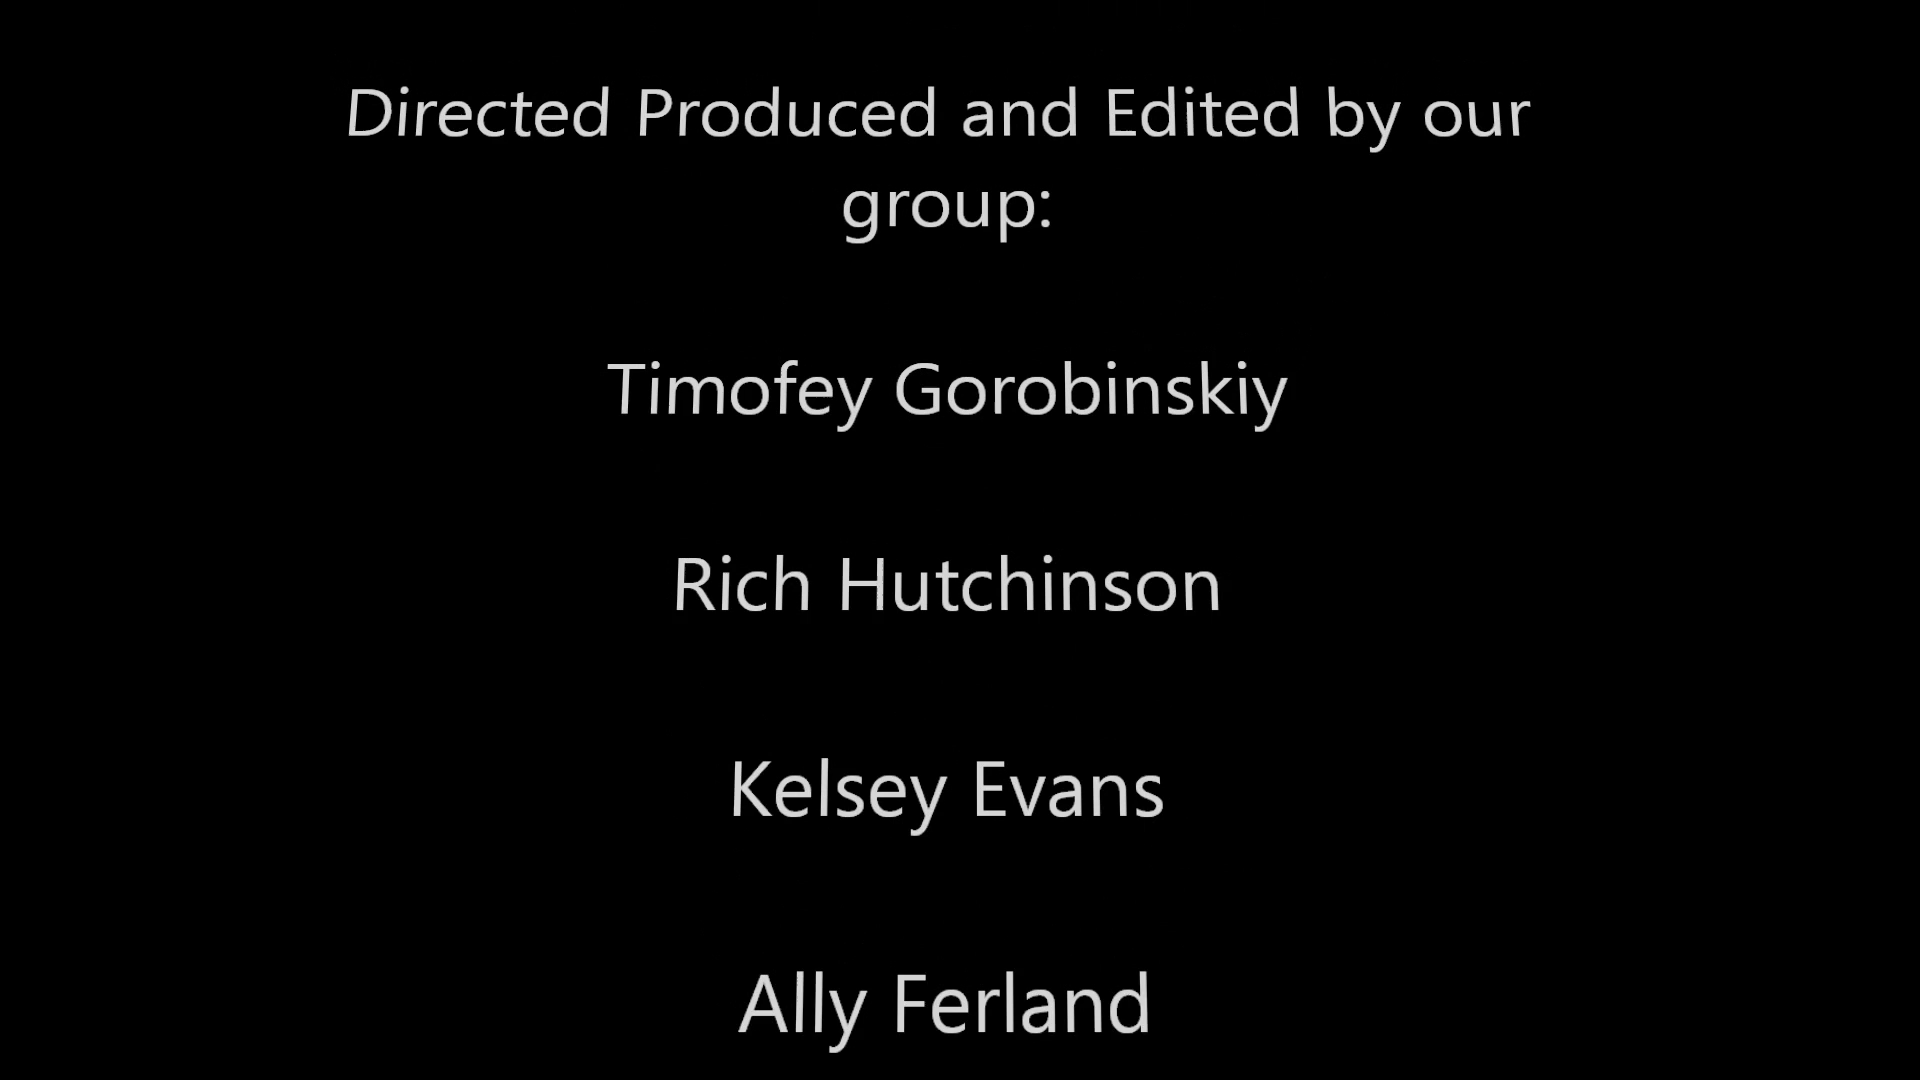 Directed Produced and Edited by our
group:
Timofey Gorobinskiy
Rich Hutchinson
Kelsey Evans
Ally Ferland